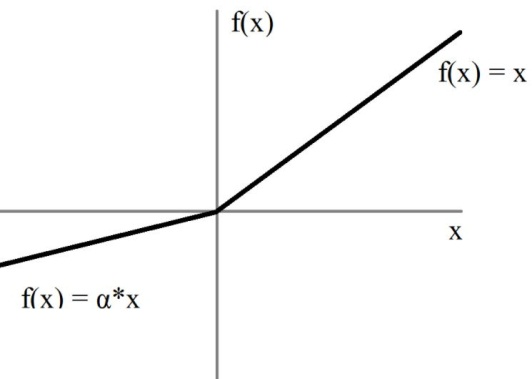 f(x)
f(x) = x
x
f(x) = α*x